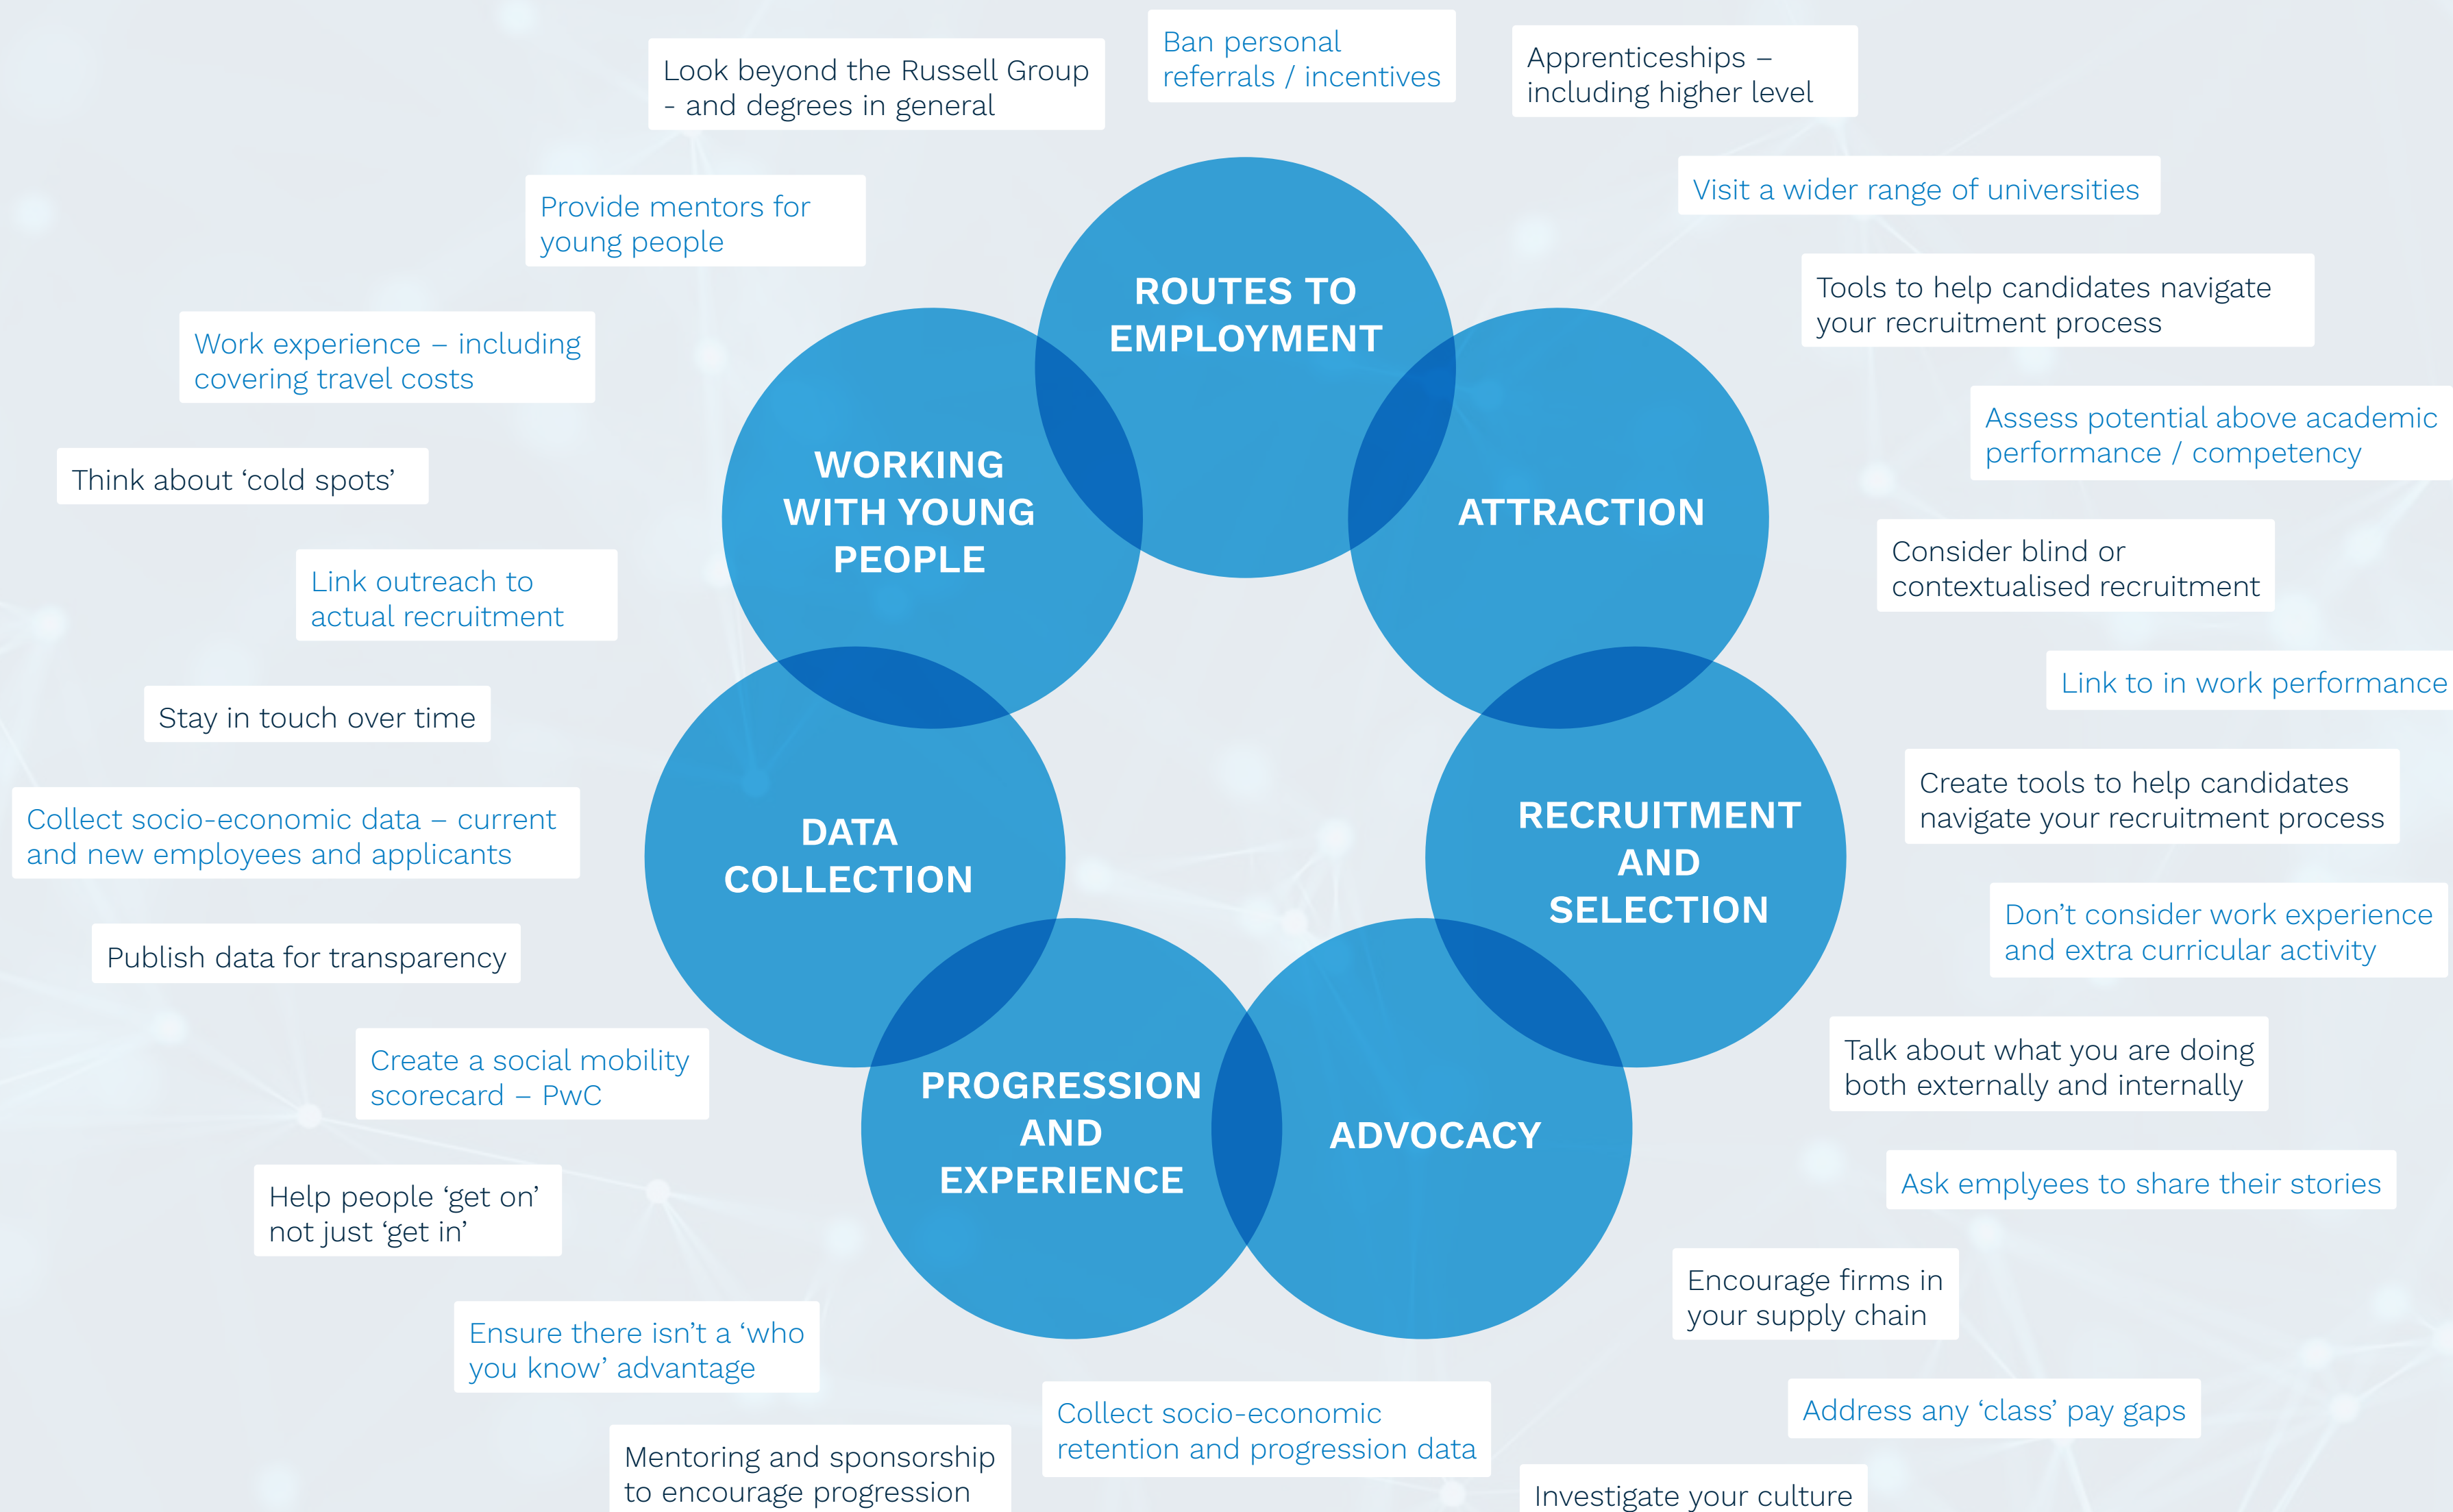 Ban personal
referrals / incentives
Look beyond the Russell Group
- and degrees in general
Apprenticeships –
including higher level
Provide mentors for
young people
Visit a wider range of universities
Work experience – including
covering travel costs
Tools to help candidates navigate
your recruitment process
Think about ‘cold spots’
Assess potential above academic
performance / competency
Link outreach to
actual recruitment
Consider blind or
contextualised recruitment
Stay in touch over time
Link to in work performance
Collect socio-economic data – current
and new employees and applicants
Create tools to help candidates
navigate your recruitment process
Publish data for transparency
Don’t consider work experience
and extra curricular activity
Create a social mobility
scorecard – PwC
Talk about what you are doing
both externally and internally
Help people ‘get on’
not just ‘get in’
Ask emplyees to share their stories
Ensure there isn’t a ‘who
you know’ advantage
Encourage firms in
your supply chain
Mentoring and sponsorship
to encourage progression
Collect socio-economic
retention and progression data
Address any ‘class’ pay gaps
Investigate your culture
ROUTES TO
EMPLOYMENT
ATTRACTION
RECRUITMENT
AND
SELECTION
ADVOCACY
PROGRESSION
AND
EXPERIENCE
DATA
COLLECTION
WORKING
WITH YOUNG
PEOPLE